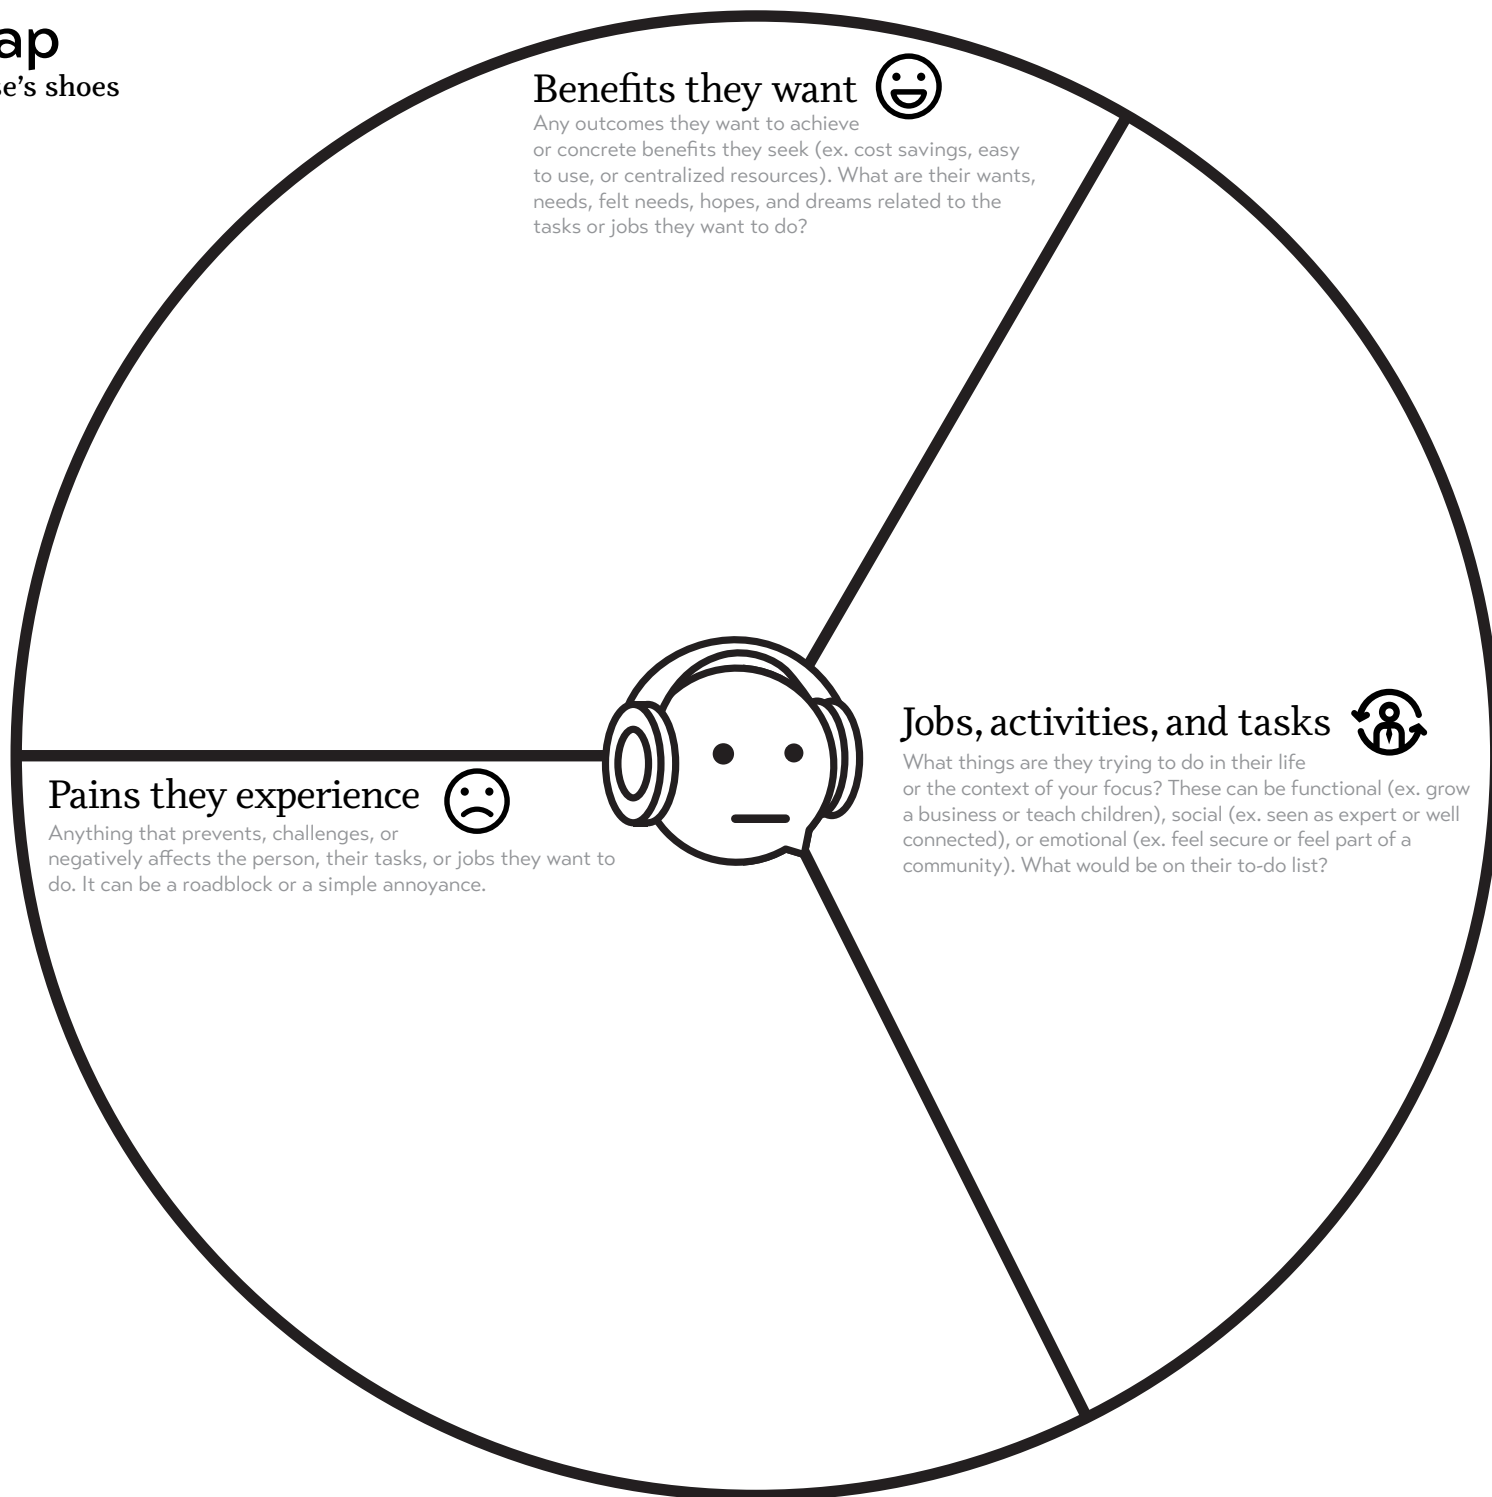 ap
se’s shoes
Benefits they want
Any outcomes they want to achieve
or concrete benefits they seek (ex. cost savings, easy
to use, or centralized resources). What are their wants,
needs, felt needs, hopes, and dreams related to the
tasks or jobs they want to do?
Jobs, activities, and tasks
What things are they trying to do in their life
or the context of your focus? These can be functional (ex. grow
a business or teach children), social (ex. seen as expert or well
connected), or emotional (ex. feel secure or feel part of a
community). What would be on their to-do list?
Pains they experience
Anything that prevents, challenges, or
negatively affects the person, their tasks, or jobs they want to
do. It can be a roadblock or a simple annoyance.